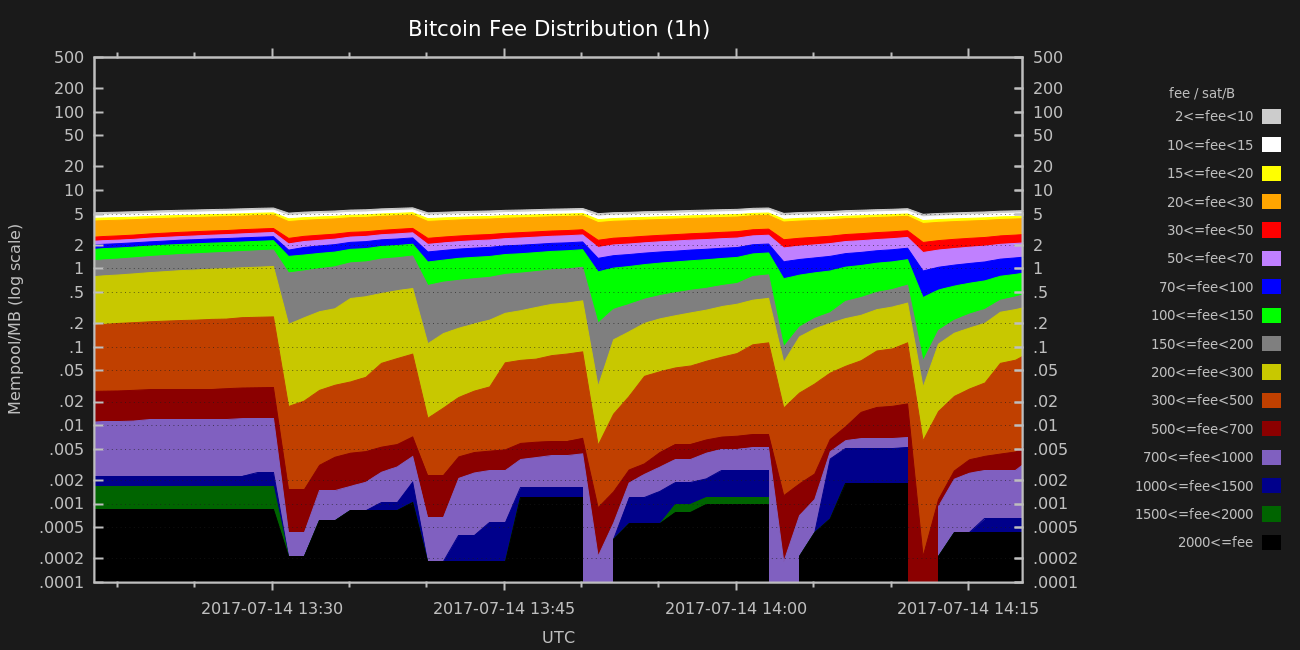 Bitcoin Fee Distribution (1h)
Mempool/MB (log scale)
500
200
100
50
20
10
5
2
1
.5
.2
.1
.05
.02
.01
.005
.002
.001
.0005
.0002
.0001
500
200
100
50
20
10
5
2
1
.5
.2
.1
.05
.02
.01
.005
.002
.001
.0005
.0002
.0001
2017-07-14 13:30
2017-07-14 13:45
2017-07-14 14:00
2017-07-14 14:15
UTC
fee / sat/B
2<=fee<10
10<=fee<15
15<=fee<20
20<=fee<30
30<=fee<50
50<=fee<70
70<=fee<100
100<=fee<150
150<=fee<200
200<=fee<300
300<=fee<500
500<=fee<700
700<=fee<1000
1000<=fee<1500
1500<=fee<2000
2000<=fee